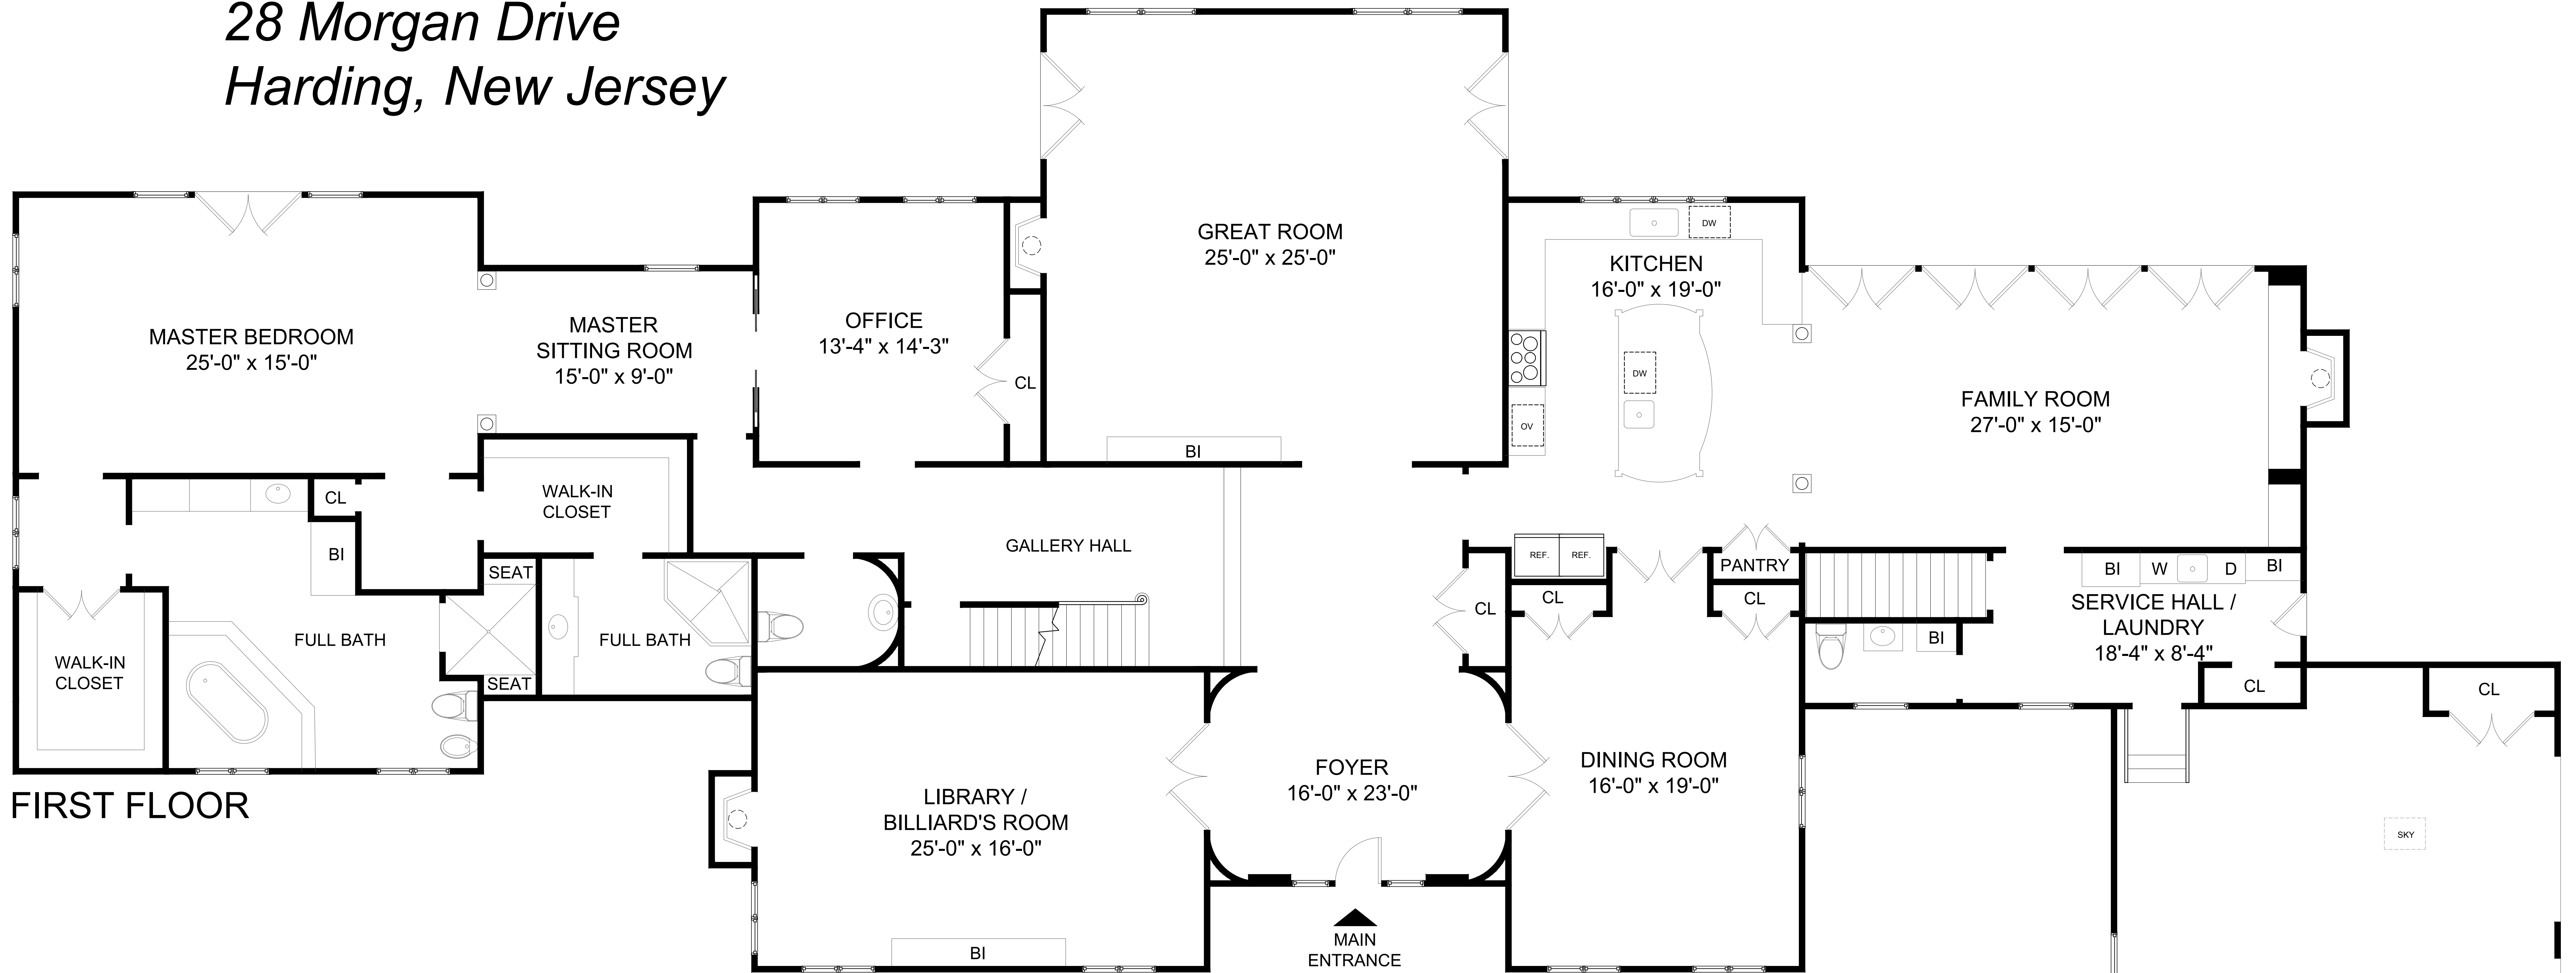 28 Morgan Drive
Harding, New Jersey
GREAT ROOM
25'-0" x 25'-0"
BI
MASTER BEDROOM
25'-0" x 15'-0"
MASTER
SITTING ROOM
15'-0" x 9'-0"
OFFICE
13'-4" x 14'-3"
CL
DW
KITCHEN
16'-0" x 19'-0"
DW
OV
FAMILY ROOM
27'-0" x 15'-0"
CL
BI
WALK-IN
CLOSET
GALLERY HALL
REF.
REF.
PANTRY
CL
CL
CL
BI
W
D
BI
SERVICE HALL /
LAUNDRY
18'-4" x 8'-4"
BI
CL
CL
SEAT
SEAT
FULL BATH
FULL BATH
WALK-IN
CLOSET
FIRST FLOOR
LIBRARY /
BILLIARD'S ROOM
25'-0" x 16'-0"
BI
FOYER
16'-0" x 23'-0"
DINING ROOM
16'-0" x 19'-0"
SKY
MAIN
ENTRANCE